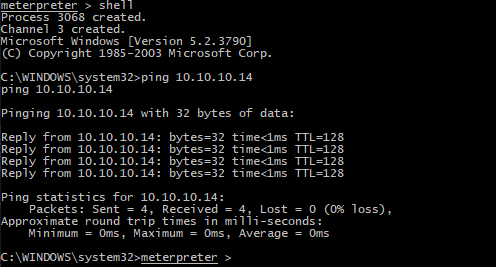 meterpreter > shell
Process 3068 created.
Channel 3 created.
Microsoft Windows [Version 5.2.3790]
(C) Copyright 1985-2003 Microsoft Corp.
C:\WINDOWS\system32>ping 10.10.10.14
ping 10.10.10.14
Pinging 10.10.10.14 with 32 bytes of data:
Reply from 10.10.10.14: bytes=32 time<1ms TTL=128
Reply from 10.10.10.14: bytes=32 time<1ms TTL=128
Reply from 10.10.10.14: bytes=32 time<1ms TTL=128
Reply from 10.10.10.14: bytes=32 time<1ms TTL=128
Ping statistics for 10.10.10.14:
    Packets: Sent = 4, Received = 4, Lost = 0 (0% loss),
Approximate round trip times in milli-seconds:
    Minimum = 0ms, Maximum = 0ms, Average = 0ms
C:\WINDOWS\system32>meterpreter >